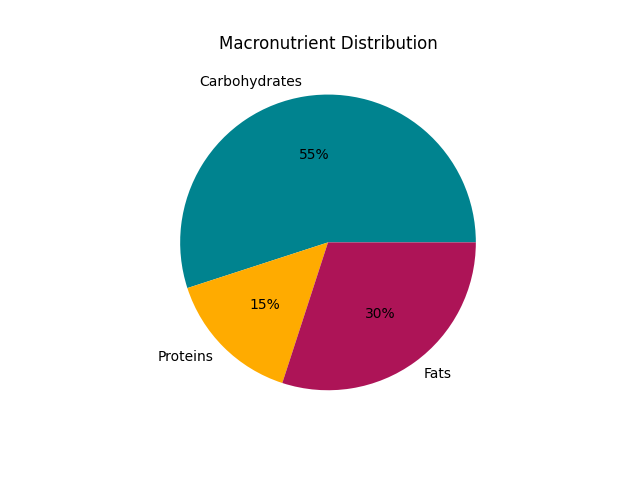 Macronutrient Distribution
Carbohydrates
55%
15%
30%
Proteins
Fats